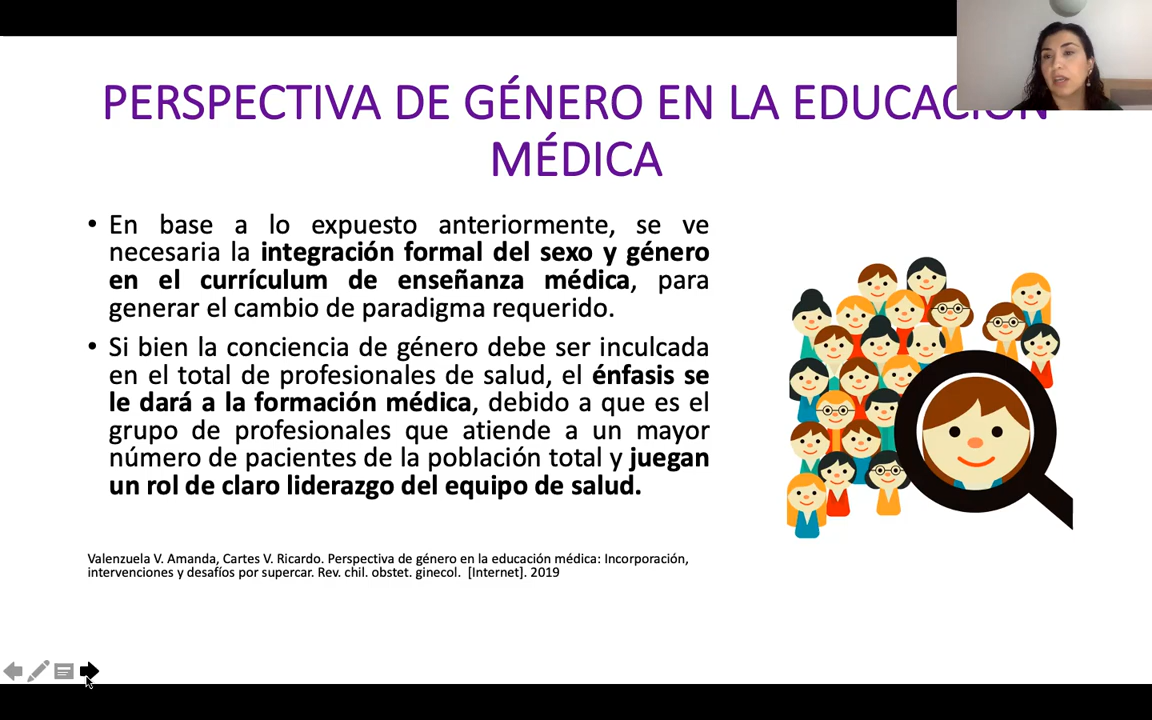 PERSPECTIVA DE GÉNERO EN LA EDUCACIÓN
MÉDICA
• En base a lo expuesto anteriormente, se ve
necesaria la integración formal del sexo y género
en el currículum de enseñanza médica, para
generar el cambio de paradigma requerido.
• Si bien la conciencia de género debe ser inculcada
en el total de profesionales de salud, el énfasis se
le dará a la formación médica, debido a que es el
grupo de profesionales que atiende a un mayor
número de pacientes de la población total y juegan
un rol de claro liderazgo del equipo de salud.
Valenzuela V. Amanda, Cartes V. Ricardo. Perspectiva de género en la educación médica: Incorporación,
intervenciones y desafíos por supercar. Rev. chil. obstet. ginecol. [Internet]. 2019